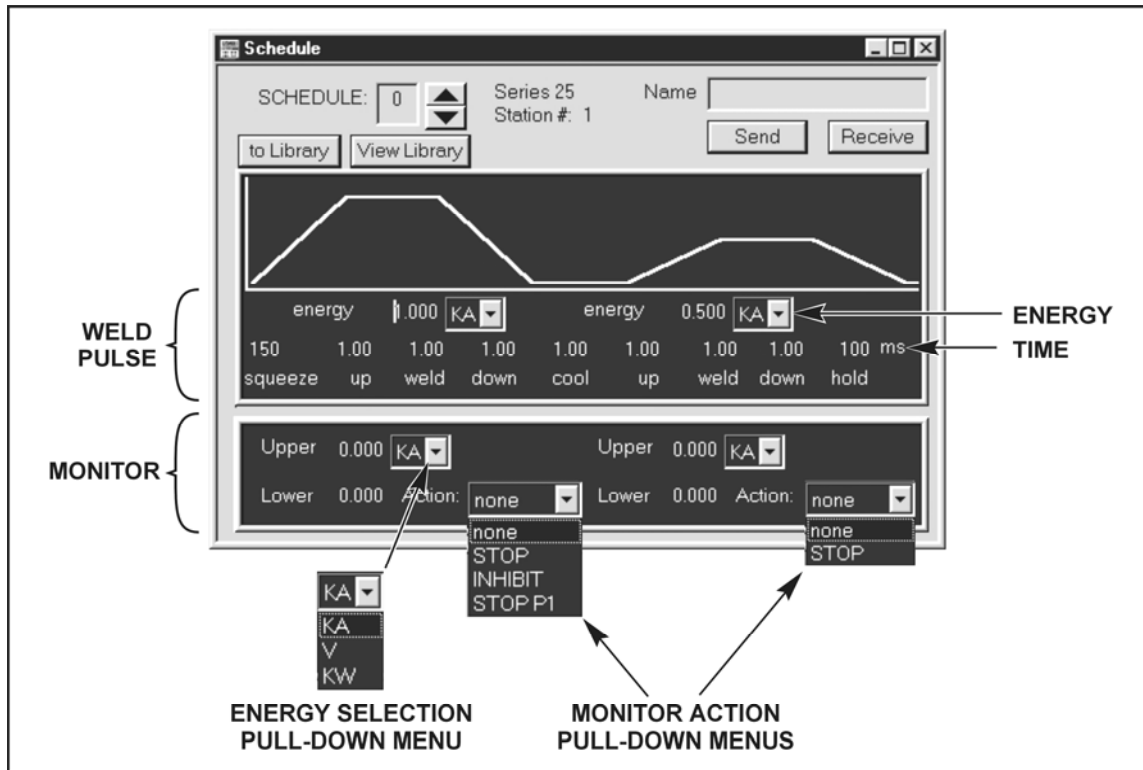 Schedule
SCHEDULE: 0
Series 25
Station #: 1
Name
Send Receive
to Library View Library
WELD
PULSE
energy 1.000 KA energy 0.500 KA
ENERGY
150 1.00 1.00 1.00 1.00 1.00 1.00 1.00 100 ms
TIME
squeeze up weld down cool up weld down hold
MONITOR
Upper 0.000 KA Upper 0.000 KA
Lower 0.000 Action: none Lower 0.000 Action: none
none
STOP
INHIBIT
STOP P1
none
STOP
KA
KA
V
KW
ENERGY SELECTION
PULL-DOWN MENU
MONITOR ACTION
PULL-DOWN MENUS